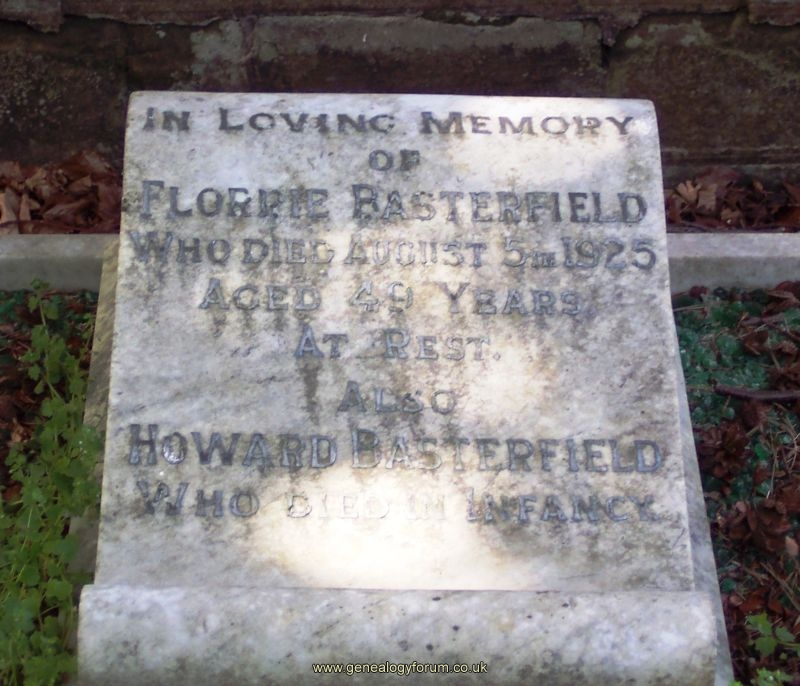 IN LOVING MEMORY
OF
FLORRIE BASTERFIELD
WHO DIED AUGUST 5TH 1925
AGED 49 YEARS
AT REST.
ALSO
HOWARD BASTERFIELD
WHO DIED IN INFANCY
www.genealogyforum.co.uk